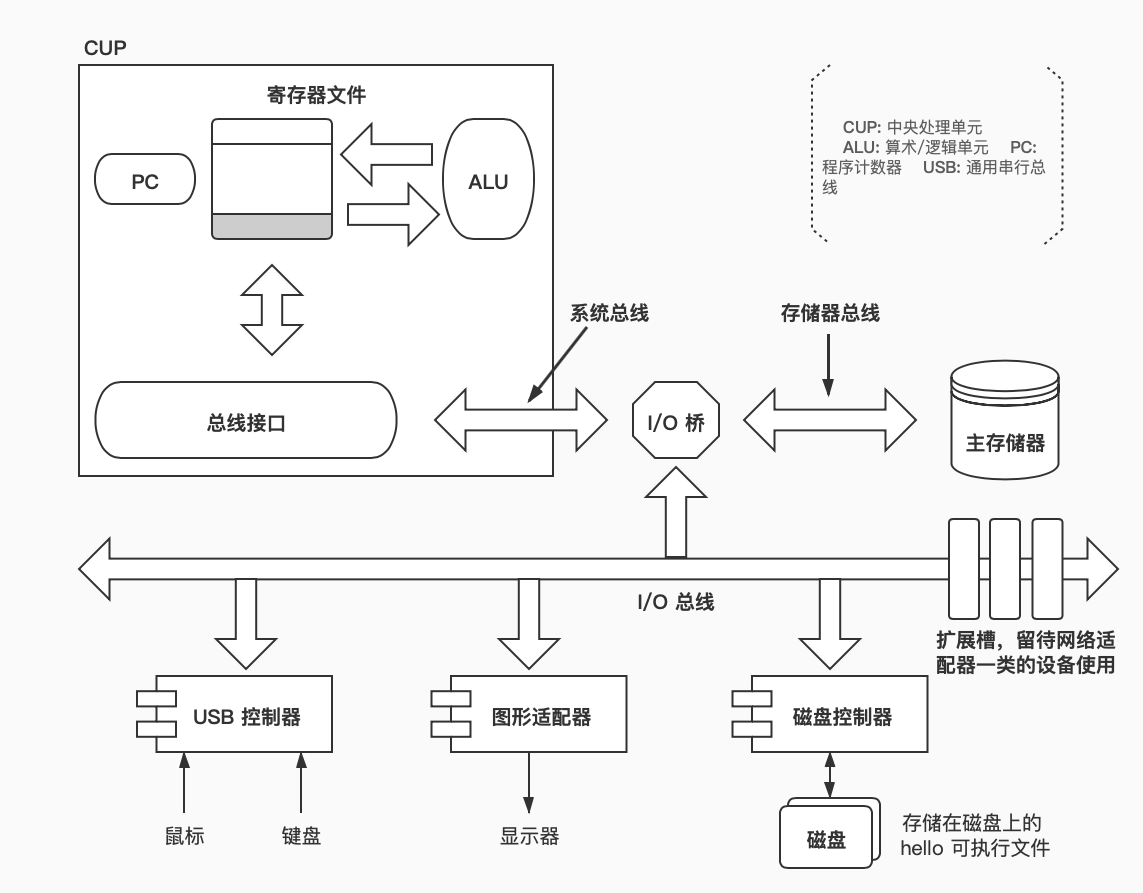 CUP
寄存器文件
PC
ALU
CUP: 中央处理单元
ALU: 算术/逻辑单元 PC:
程序计数器 USB: 通用串行总
线
系统总线
存储器总线
总线接口
I/O 桥
主存储器
I/O 总线
扩展槽，留待网络适
配器一类的设备使用
USB 控制器
图形适配器
磁盘控制器
鼠标
键盘
显示器
磁盘
存储在磁盘上的
hello 可执行文件